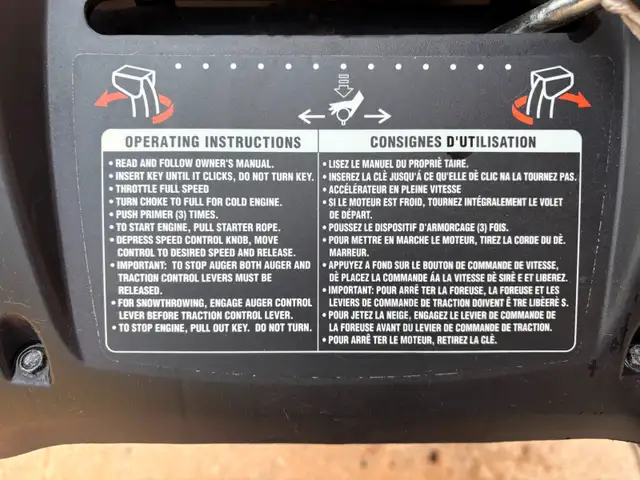 OPERATING INSTRUCTIONS
• READ AND FOLLOW OWNER'S MANUAL.
• INSERT KEY UNTIL IT CLICKS, DO NOT TURN KEY.
• THROTTLE FULL SPEED
• TURN CHOKE TO FULL FOR COLD ENGINE.
• PUSH PRIMER (3) TIMES.
• TO START ENGINE, PULL STARTER ROPE.
• DEPRESS SPEED CONTROL KNOB, MOVE
CONTROL TO DESIRED SPEED AND RELEASE.
• IMPORTANT: TO STOP AUGER BOTH AUGER AND
TRACTION CONTROL LEVERS MUST BE
RELEASED.
• FOR SNOWTHROWING, ENGAGE AUGER CONTROL
LEVER BEFORE TRACTION CONTROL LEVER.
• TO STOP ENGINE, PULL OUT KEY. DO NOT TURN.
CONSIGNES D'UTILISATION
• LISEZ LE MANUEL DU PROPRIÈ TAIRE.
• INSEREZ LA CLÈ JUSQU'À CE QU'ELLE DÈ CLIC NA LA TOURNEZ PAS.
• ACCÉLÉRATEUR EN PLEINE VITESSE
• SI LE MOTEUR EST FROID, TOURNEZ INTÉGRALEMENT LE VOLET
DE DÉPART.
• POUSSEZ LE DISPOSITIF D'ARMORCAGE (3) FOIS.
• POUR METTRE EN MARCHE LE MOTEUR, TIREZ LA CORDE DU DÈ.
MARREUR.
• APPUYEZ A FOND SUR LE BOUTON DE COMMANDE DE VITESSE,
DÈ PLACEZ LA COMMANDE ÁA LA VITESSE DÈ SIRÈ E ET LIBEREZ.
• IMPORTANT: POUR ARRÊ TER LA FOREUSE, LA FOREUSE ET LES
LEVIERS DE COMMANDE DE TRACTION DOIVENT Ê TRE LIBÈRÈ S.
• POUR JETEZ LA NEIGE, ENGAGEZ LE LEVIER DE COMMANDE DE
LA FOREUSE AVANT DU LEVIER DE COMMANDE DE TRACTION.
• POUR ARRÊ TER LE MOTEUR, RETIREZ LA CLÈ.